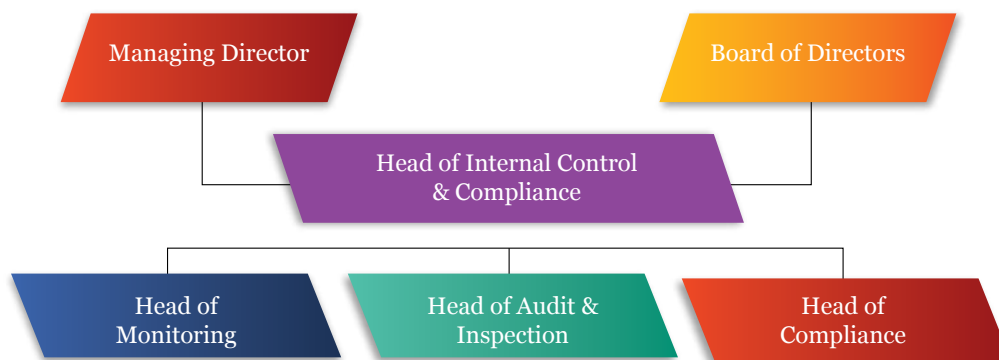 Managing Director
Board of Directors
Head of Internal Control
& Compliance
Head of
Monitoring
Head of Audit &
Inspection
Head of
Compliance